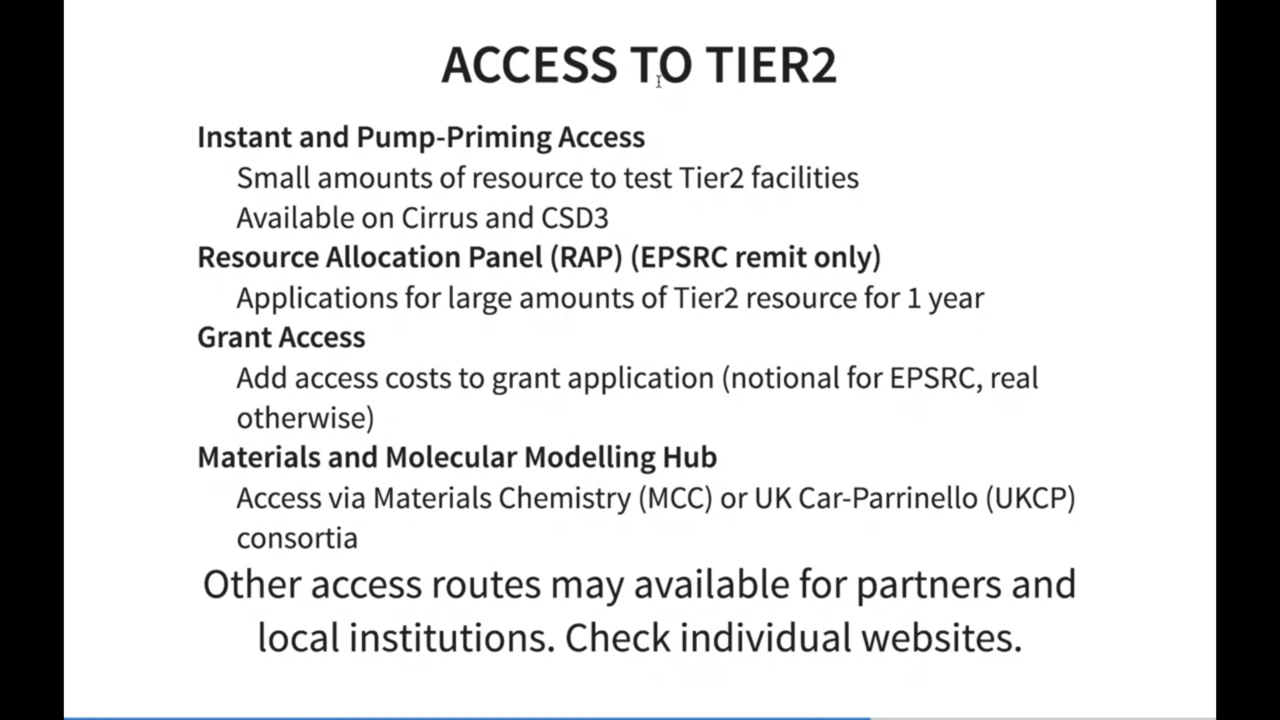 ACCESS TO TIER2
Instant and Pump-Priming Access
Small amounts of resource to test Tier2 facilities
Available on Cirrus and CSD3
Resource Allocation Panel (RAP) (EPSRC remit only)
Applications for large amounts of Tier2 resource for 1 year
Grant Access
Add access costs to grant application (notional for EPSRC, real
otherwise)
Materials and Molecular Modelling Hub
Access via Materials Chemistry (MCC) or UK Car-Parrinello (UKCP)
consortia
Other access routes may available for partners and
local institutions. Check individual websites.